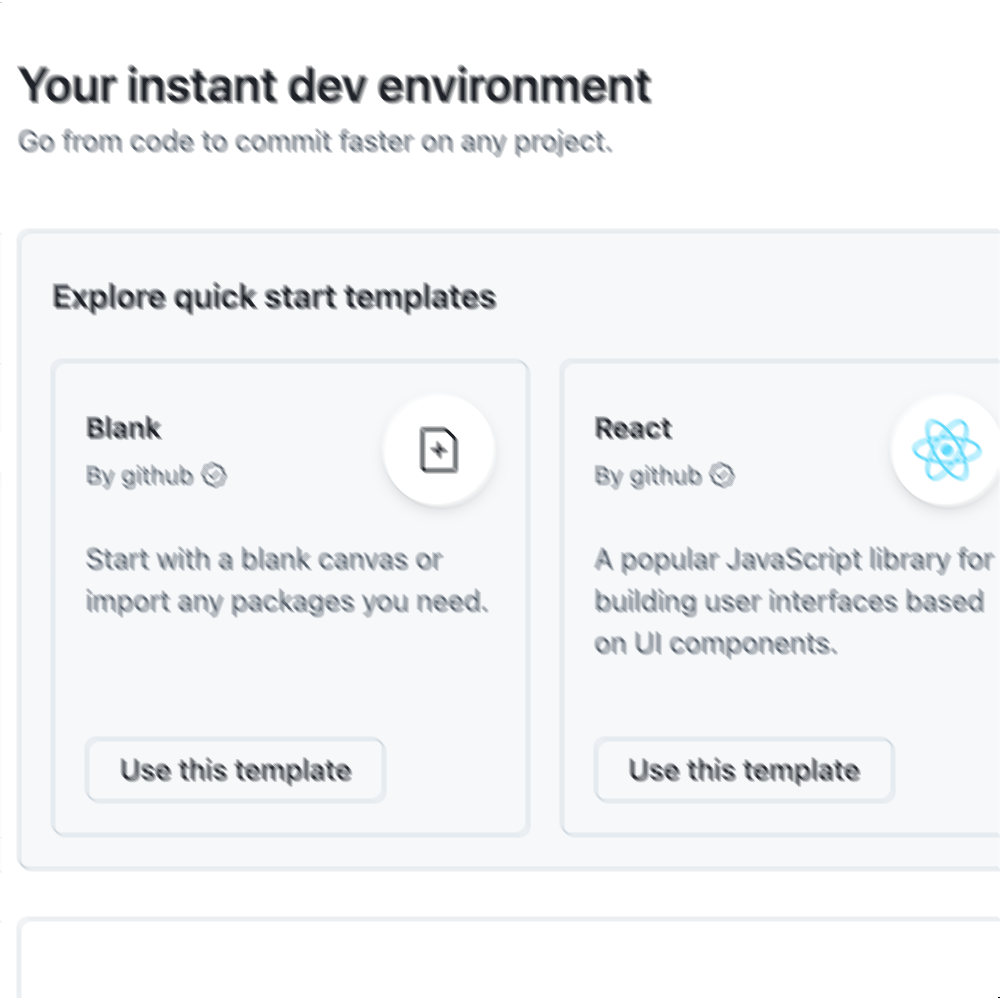 Your instant dev environment
Go from code to commit faster on any project.
Explore quick start templates
Blank
By github
Start with a blank canvas or
import any packages you need.
Use this template
React
By github
A popular JavaScript library for
building user interfaces based
on UI components.
Use this template